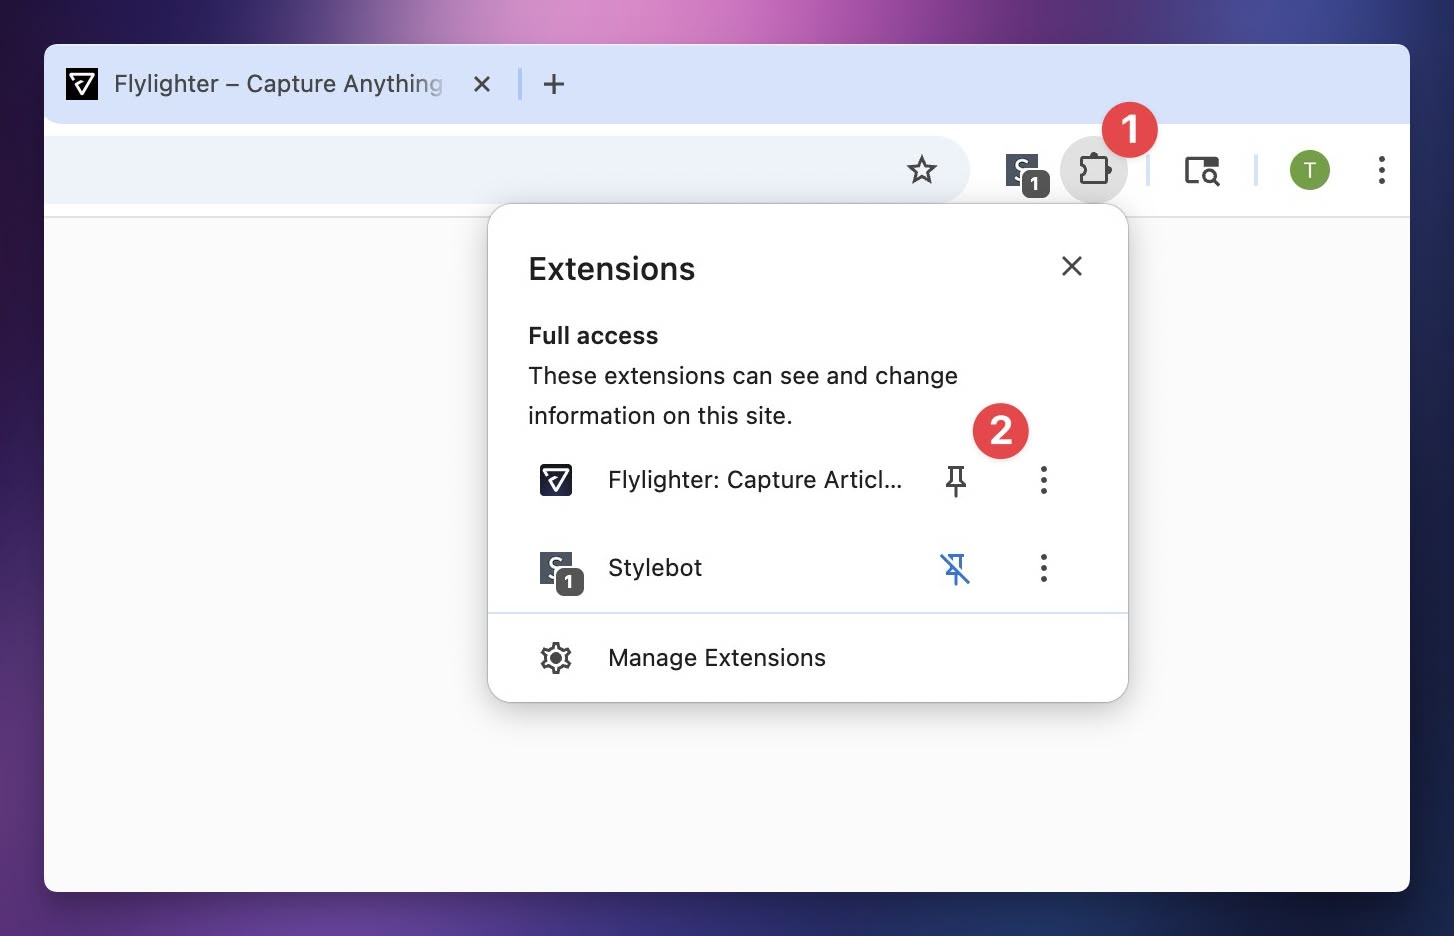 Flylighter – Capture Anything
S
1
1
T
Extensions
Full access
These extensions can see and change
information on this site.
2
Flylighter: Capture Articl...
S
1
Stylebot
Manage Extensions